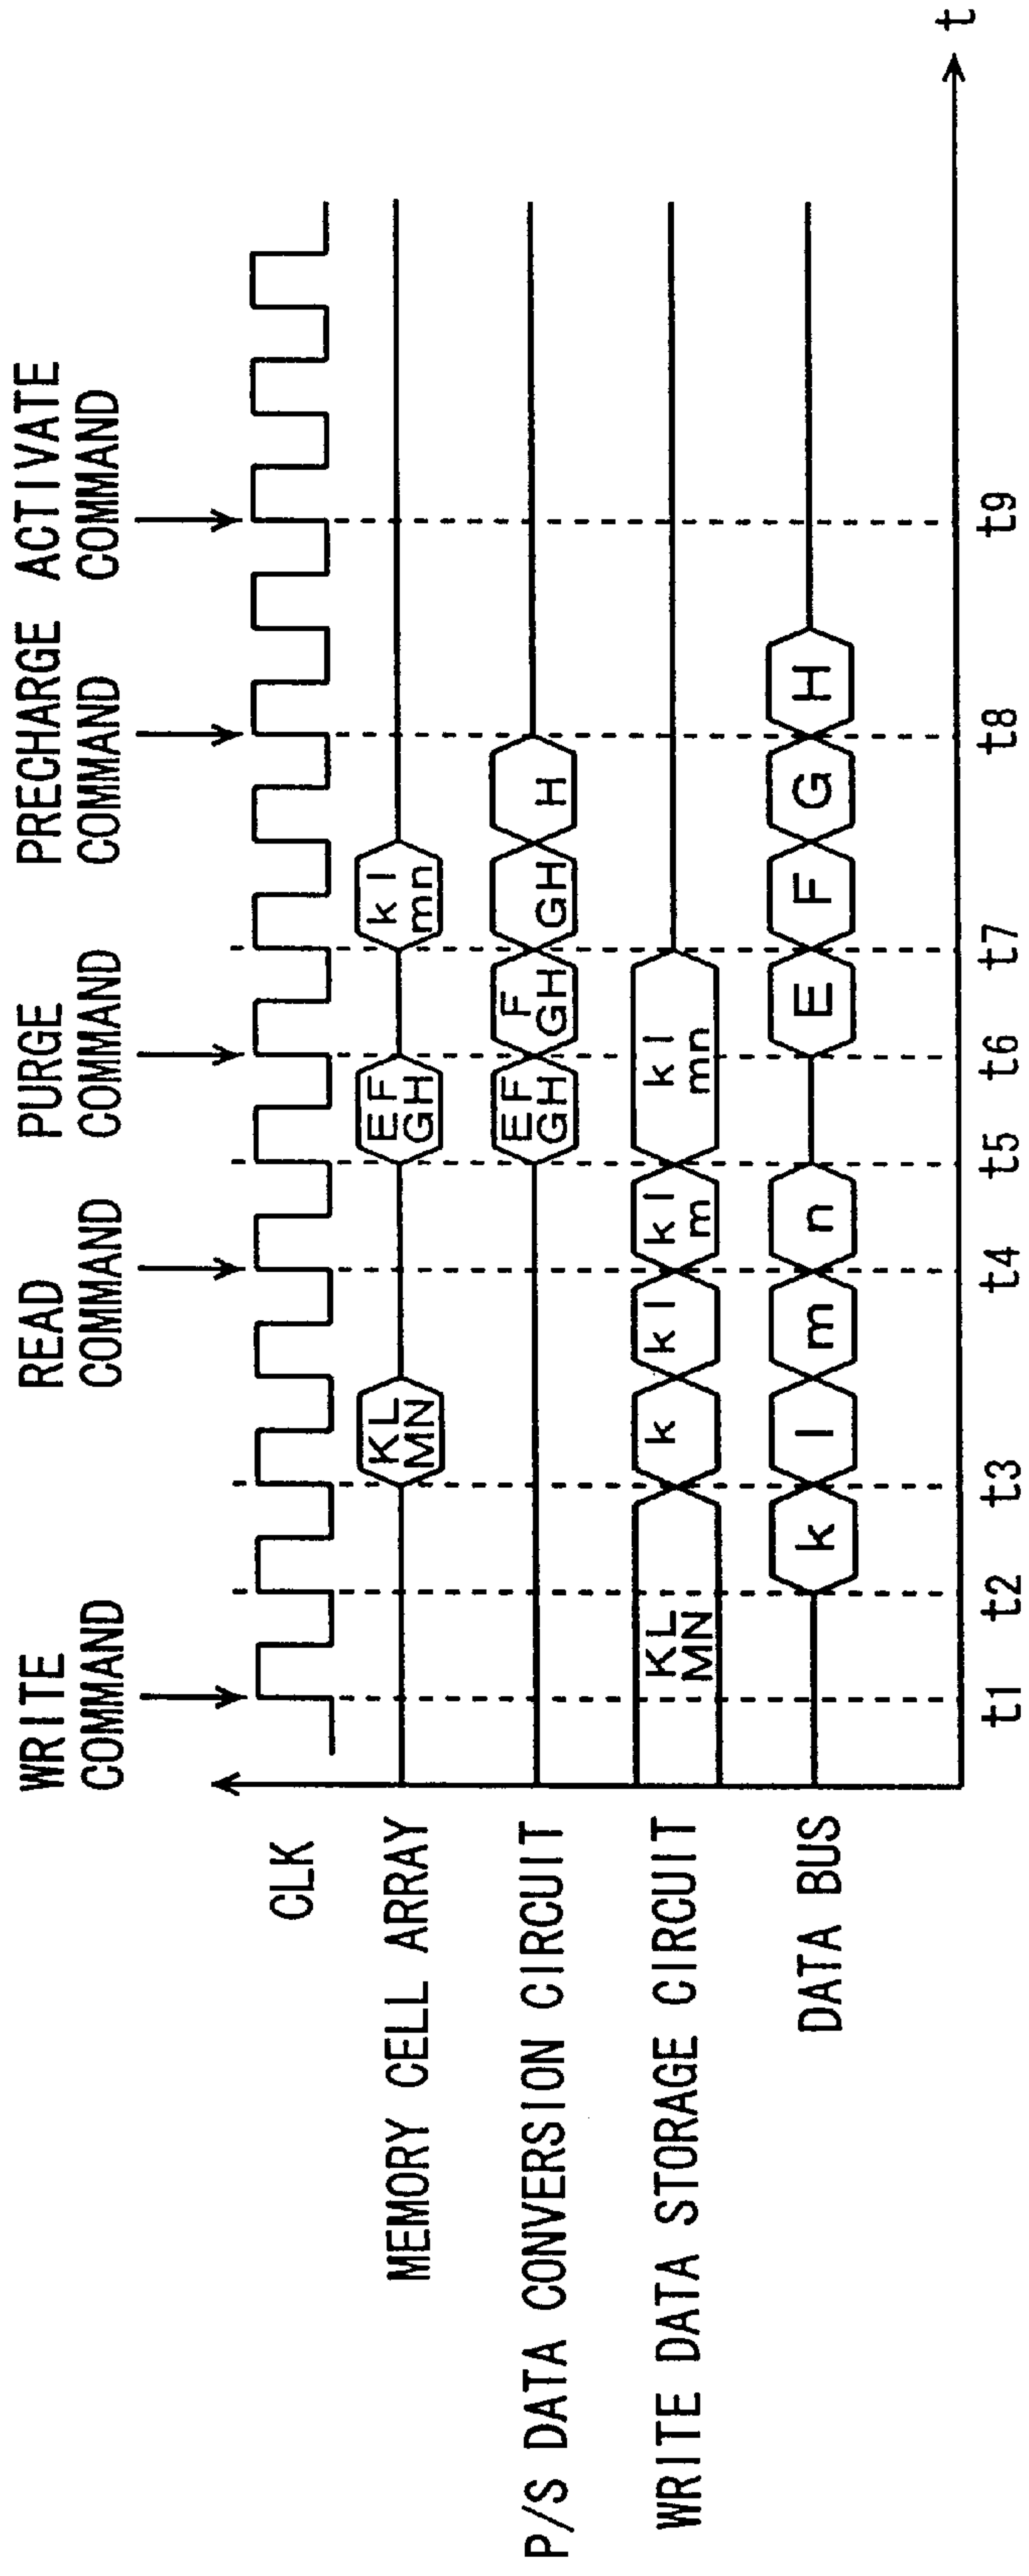 WRITE
COMMAND
READ
COMMAND
PURGE
COMMAND
PRECHARGE
COMMAND
ACTIVATE
COMMAND
CLK
MEMORY CELL ARRAY
KL
MN
EF
GH
kl
mn
P/S DATA CONVERSION CIRCUIT
EF
GH
F
GH
GH
H
WRITE DATA STORAGE CIRCUIT
KL
MN
k
kl
kl
m
kl
mn
DATA BUS
k
l
m
n
E
F
G
H
t1
t2
t3
t4
t5
t6
t7
t8
t9
t